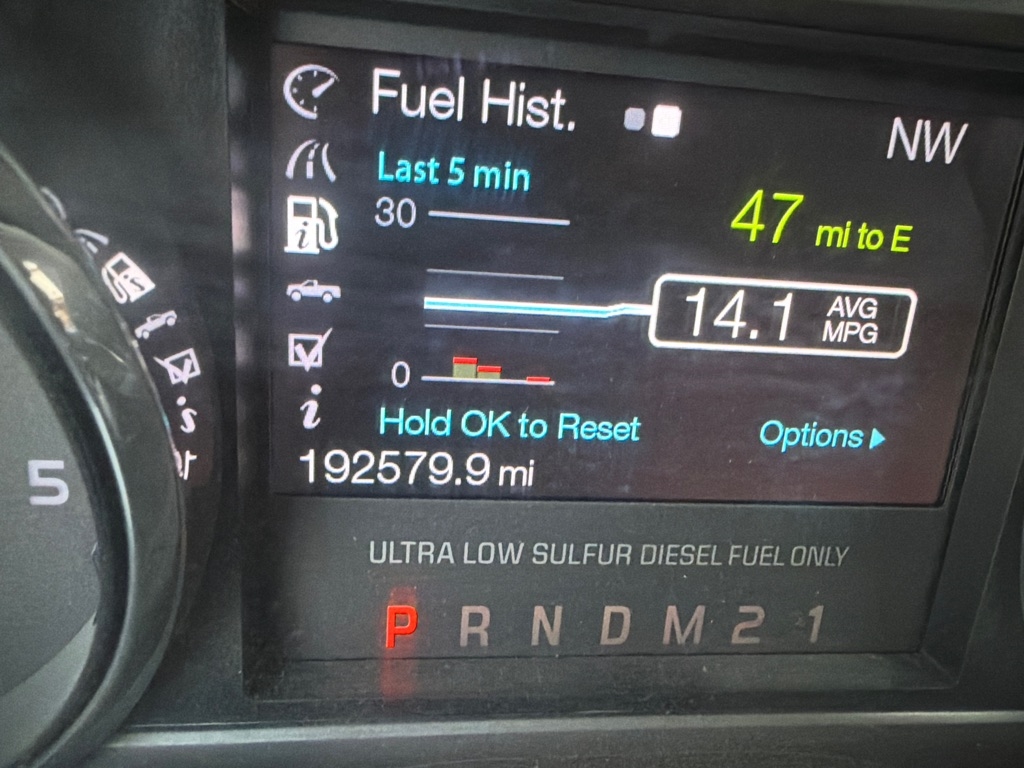 Fuel Hist.
NW
Last 5 min
30
47 mi to E
14.1 AVG MPG
0
Hold OK to Reset
Options
192579.9 mi
5
ULTRA LOW SULFUR DIESEL FUEL ONLY
P R N D M 2 1